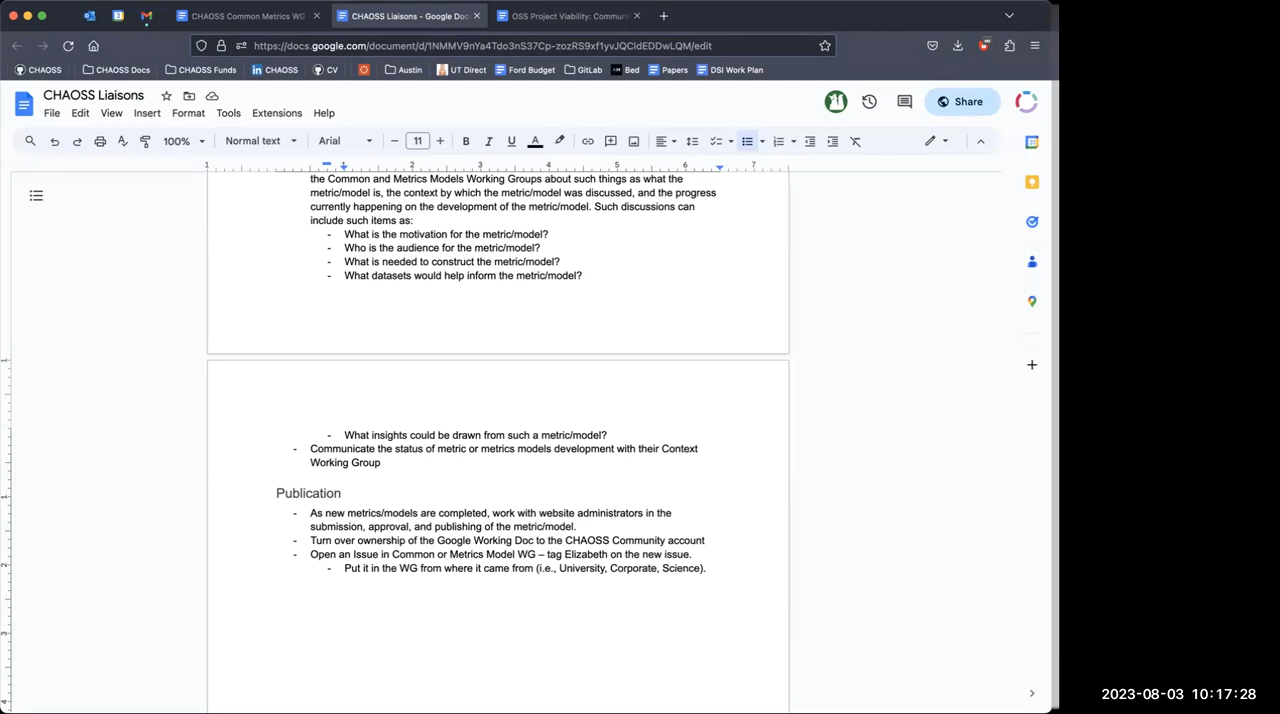 CHAOSS Common Metrics WG
CHAOSS Liaisons - Google Doc
OSS Project Viability: Commun
https://docs.google.com/document/d/1NMMV9nYa4Tdo3nS37Cp-zozRS9xf1yvJQCldEDDwLQM/edit
CHAOSS
CHAOSS Docs
CHAOSS Funds
CHAOSS
CV
Austin
UT Direct
Ford Budget
GitLab
Bed
Papers
DSI Work Plan
CHAOSS Liaisons
File Edit View Insert Format Tools Extensions Help
Share
100% Normal text Arial 11
1 1 2 3 4 5 6 7
the Common and Metrics Models Working Groups about such things as what the
metric/model is, the context by which the metric/model was discussed, and the progress
currently happening on the development of the metric/model. Such discussions can
include such items as:
- What is the motivation for the metric/model?
- Who is the audience for the metric/model?
- What is needed to construct the metric/model?
- What datasets would help inform the metric/model?
- What insights could be drawn from such a metric/model?
- Communicate the status of metric or metrics models development with their Context
Working Group
Publication
- As new metrics/models are completed, work with website administrators in the
submission, approval, and publishing of the metric/model.
- Turn over ownership of the Google Working Doc to the CHAOSS Community account
- Open an Issue in Common or Metrics Model WG – tag Elizabeth on the new issue.
- Put it in the WG from where it came from (i.e., University, Corporate, Science).
2023-08-03 10:17:28